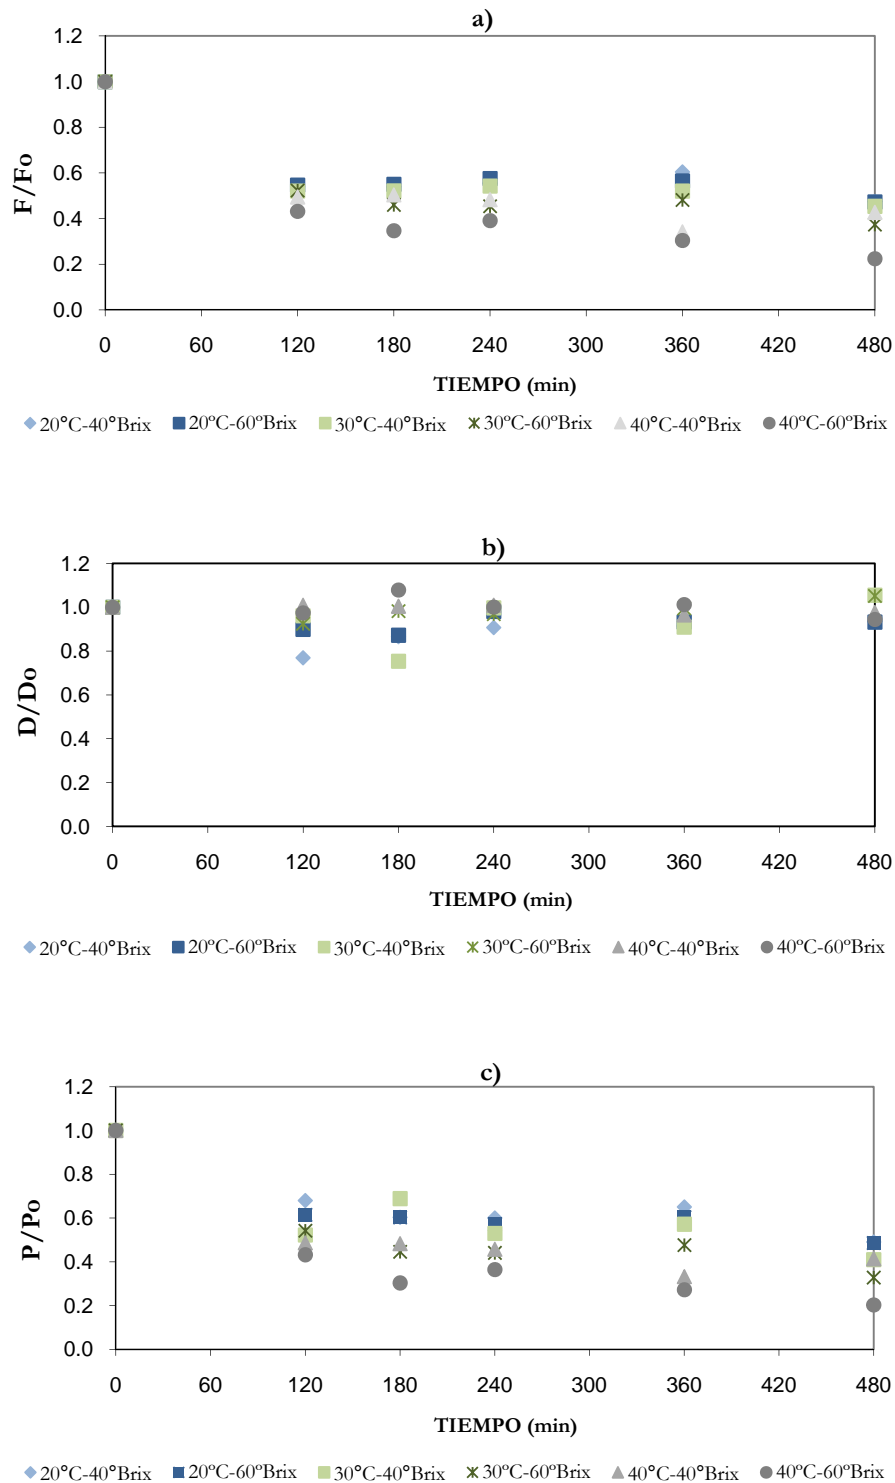 a)
1.2
1.0
0.8
0.6
0.4
0.2
0.0
F/Fo
0 60 120 180 240 300 360 420 480
TIEMPO (min)
20°C-40°Brix 20ºC-60ºBrix 30°C-40°Brix 30ºC-60ºBrix 40°C-40°Brix 40ºC-60ºBrix
b)
1.2
1.0
0.8
0.6
0.4
0.2
0.0
D/Do
0 60 120 180 240 300 360 420 480
TIEMPO (min)
20°C-40°Brix 20ºC-60ºBrix 30°C-40°Brix 30ºC-60ºBrix 40°C-40°Brix 40ºC-60ºBrix
c)
1.2
1.0
0.8
0.6
0.4
0.2
0.0
P/Po
0 60 120 180 240 300 360 420 480
TIEMPO (min)
20°C-40°Brix 20ºC-60ºBrix 30°C-40°Brix 30ºC-60ºBrix 40°C-40°Brix 40ºC-60ºBrix